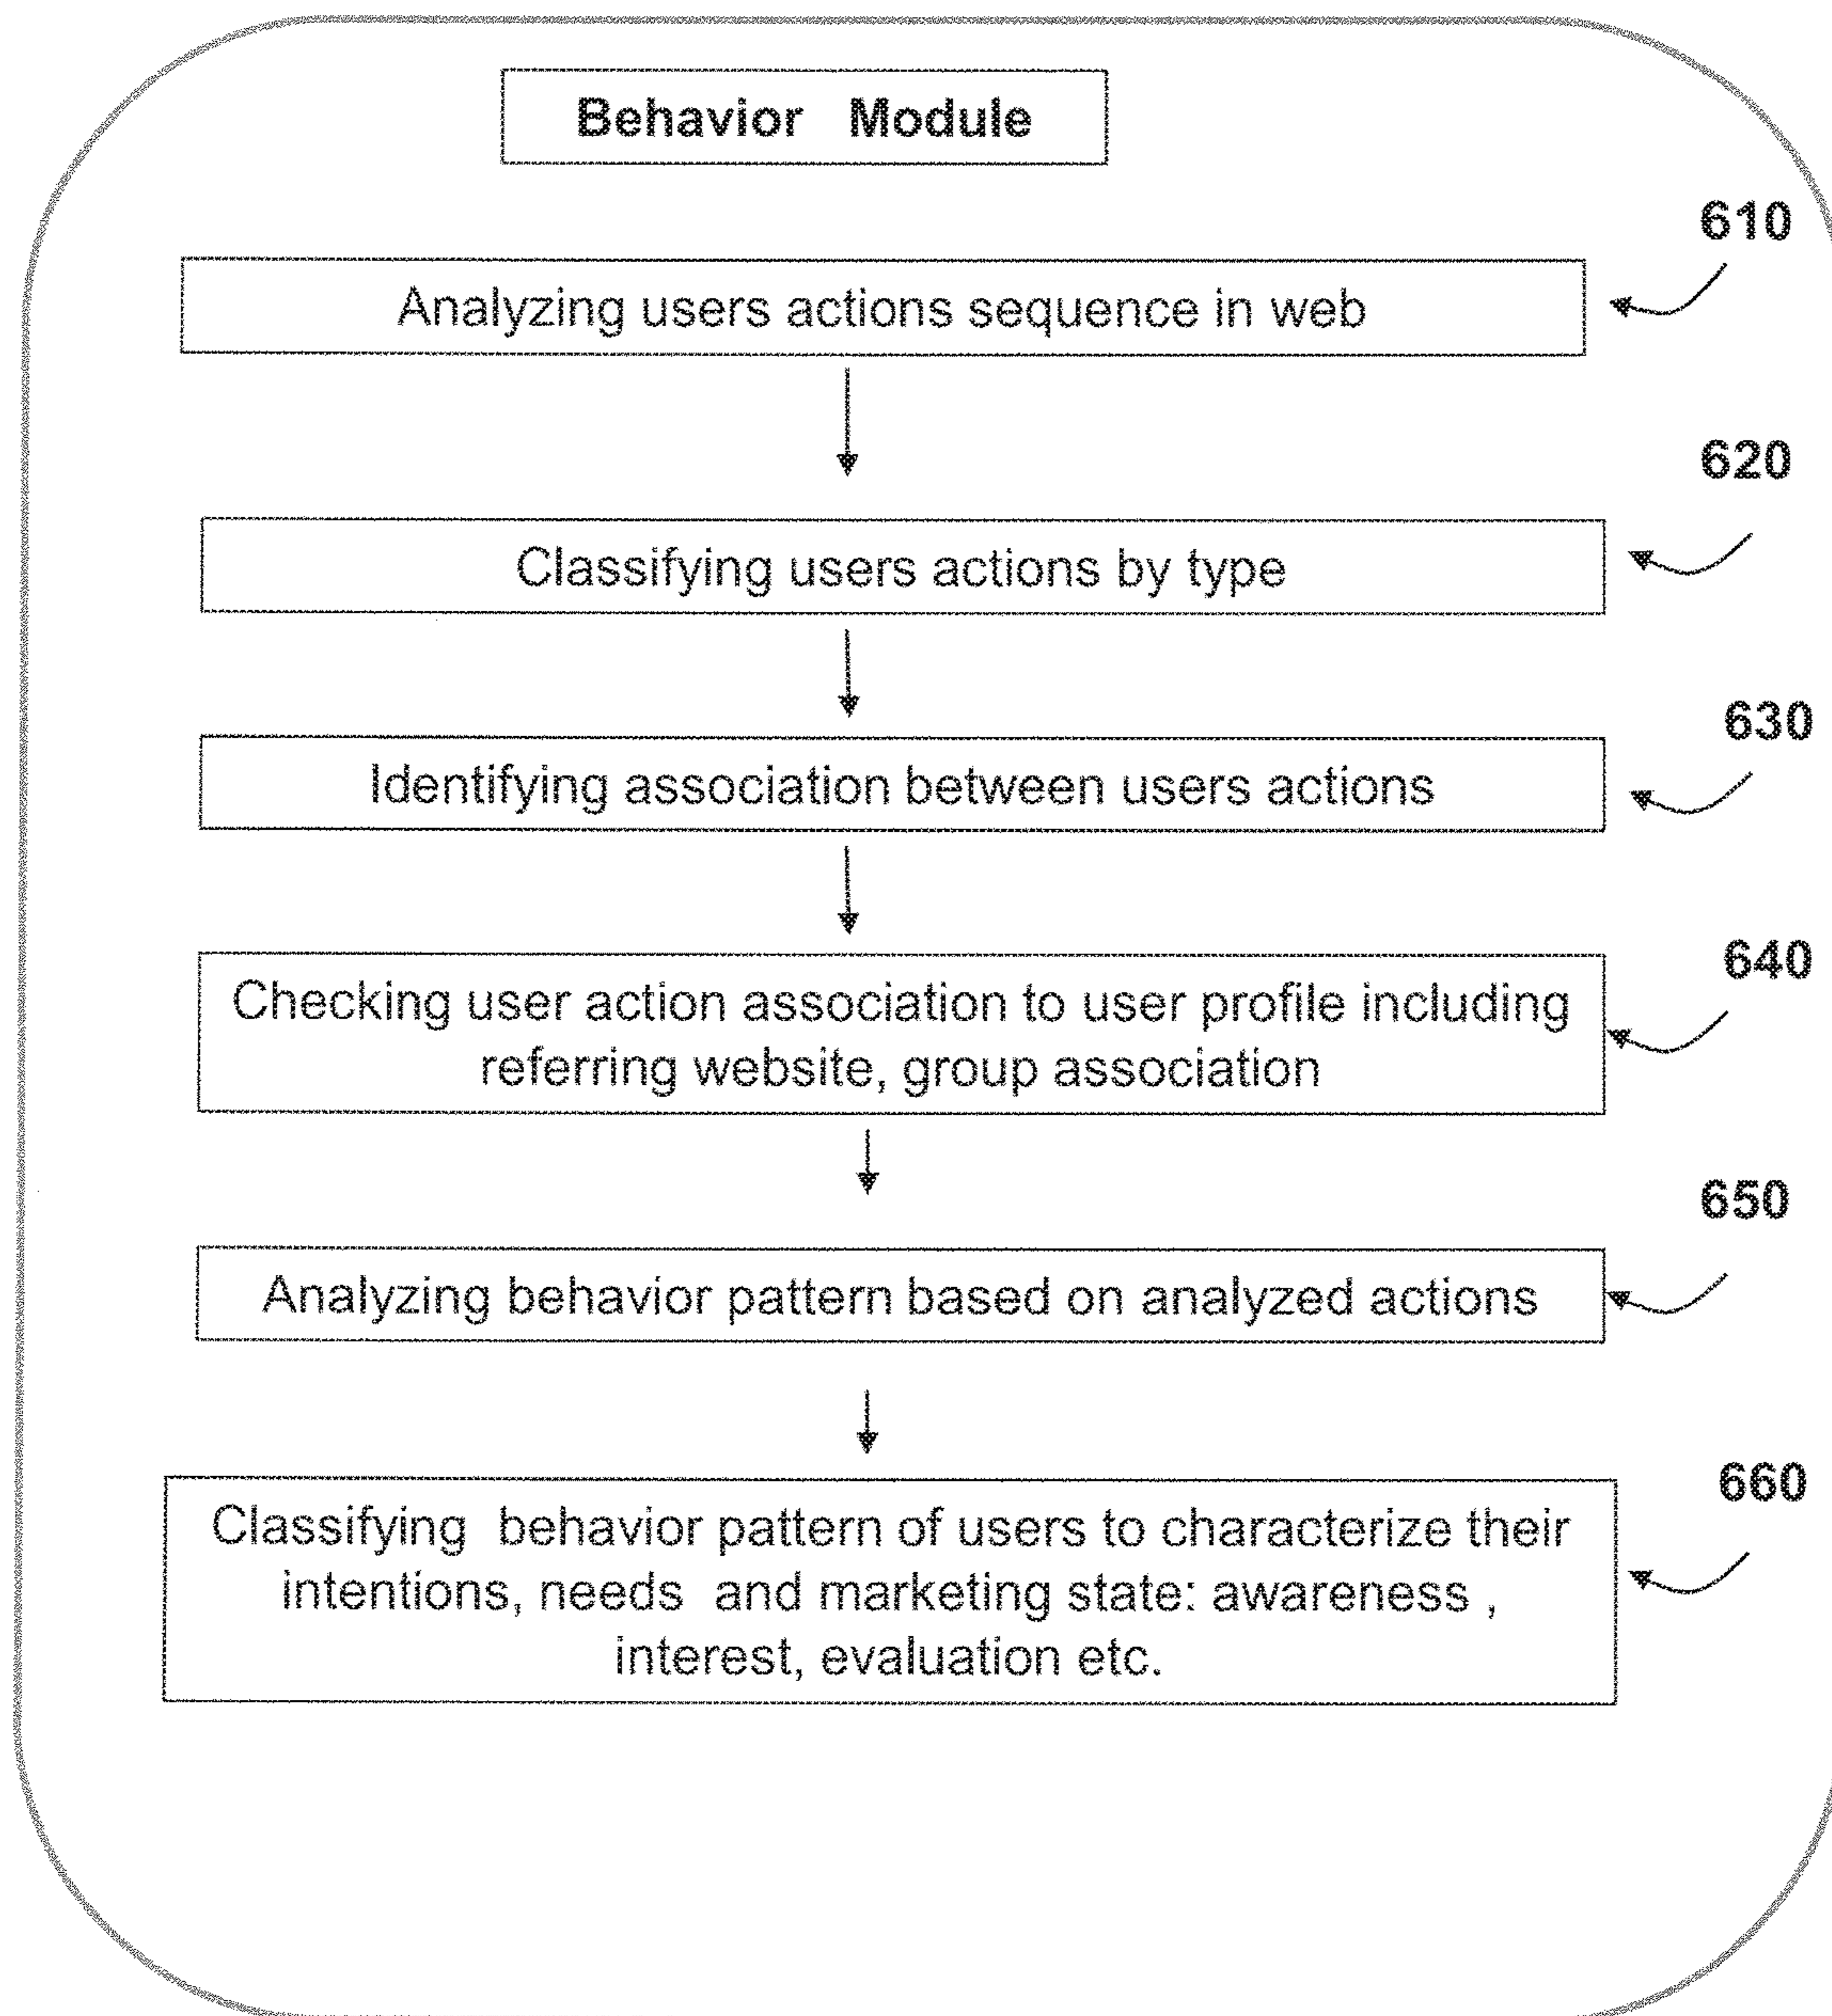 Behavior Module
610
Analyzing users actions sequence in web
620
Classifying users actions by type
630
Identifying association between users actions
640
Checking user action association to user profile including
referring website, group association
650
Analyzing behavior pattern based on analyzed actions
660
Classifying behavior pattern of users to characterize their
intentions, needs and marketing state: awareness ,
interest, evaluation etc.